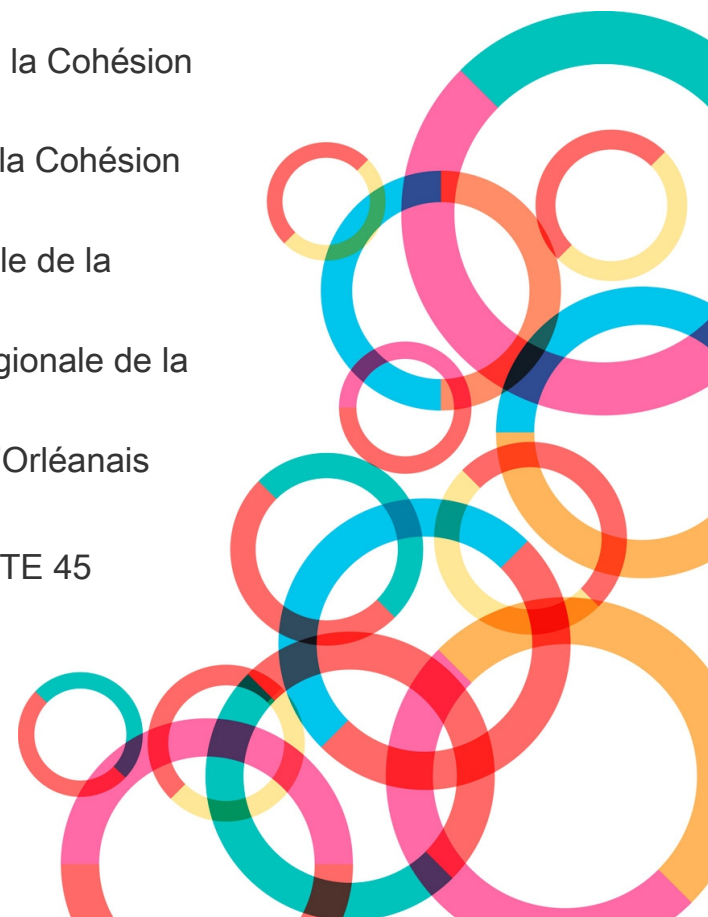 la Cohésion
la Cohésion
le de la
gionale de la
'Orléanais
TE 45